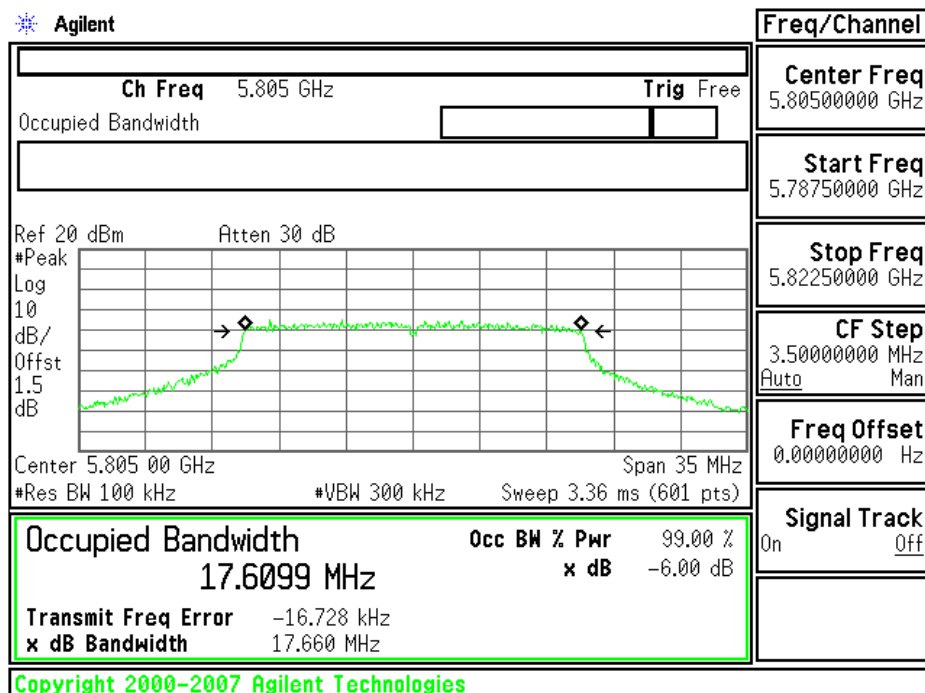 Agilent
Freq/Channel
Ch Freq 5.805 GHz Trig Free
Occupied Bandwidth
Center Freq
5.80500000 GHz
Start Freq
5.78750000 GHz
Stop Freq
5.82250000 GHz
CF Step
3.50000000 MHz
Auto Man
Freq Offset
0.00000000 Hz
Signal Track
On Off
Ref 20 dBm Atten 30 dB
#Peak
Log
10
dB/
Offst
1.5
dB
Center 5.805 00 GHz Span 35 MHz
#Res BW 100 kHz #VBW 300 kHz Sweep 3.36 ms (601 pts)
Occupied Bandwidth
17.6099 MHz
Occ BW % Pwr 99.00 %
x dB -6.00 dB
Transmit Freq Error -16.728 kHz
x dB Bandwidth 17.660 MHz
Copyright 2000-2007 Agilent Technologies